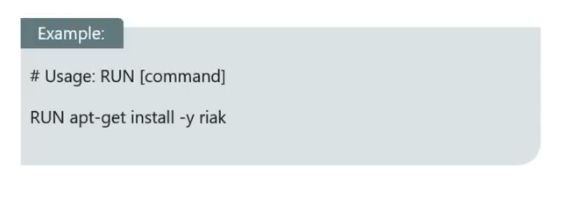 Example:
# Usage: RUN [command]
RUN apt-get install -y riak